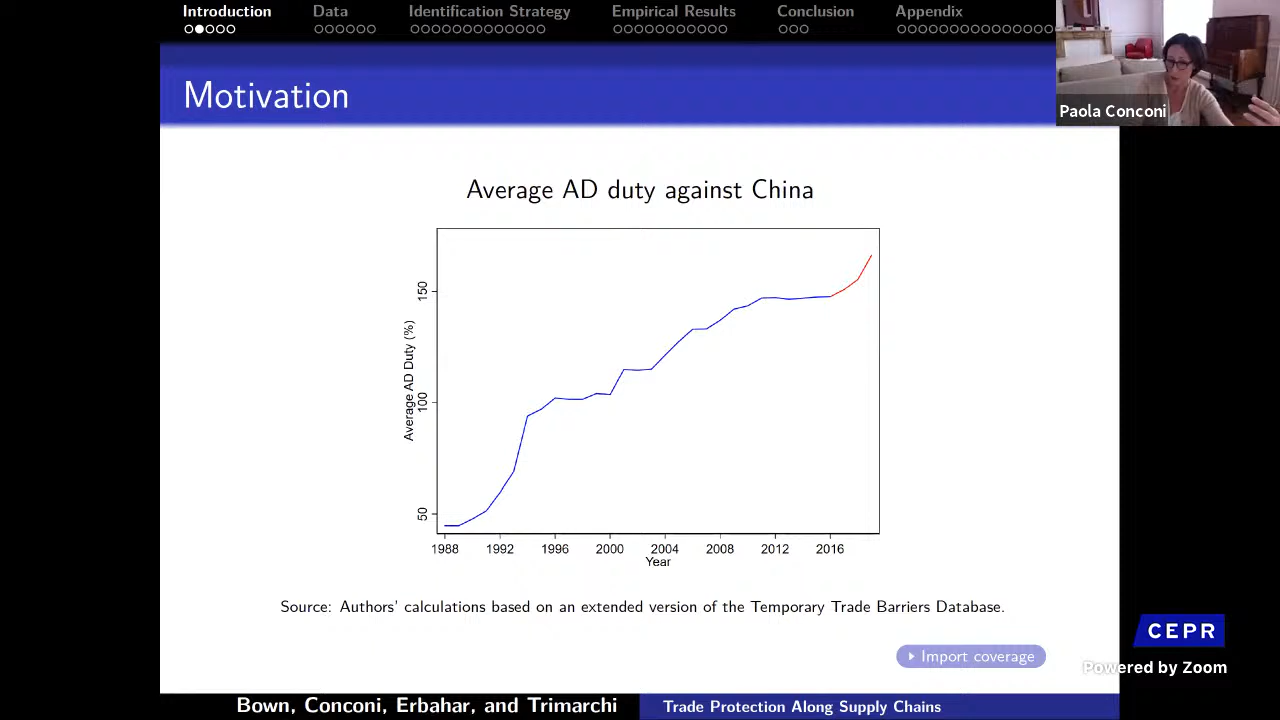 Introduction
Data
Identification Strategy
Empirical Results
Conclusion
Appendix
Motivation
Paola Conconi
Average AD duty against China
Average AD Duty (%)
150
100
50
1988 1992 1996 2000 2004 2008 2012 2016
Year
Source: Authors' calculations based on an extended version of the Temporary Trade Barriers Database.
Import coverage
CEPR
Powered by Zoom
Bown, Conconi, Erbahar, and Trimarchi
Trade Protection Along Supply Chains